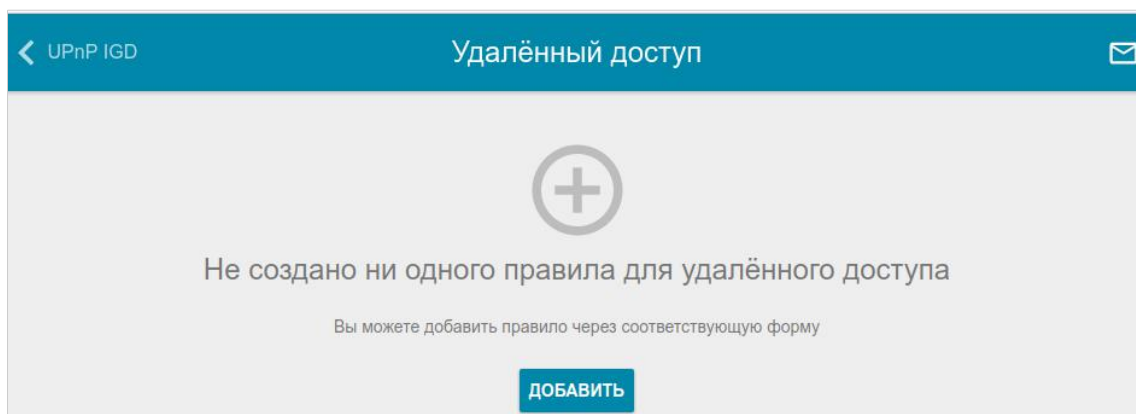 UPnP IGD
Удалённый доступ
Не создано ни одного правила для удалённого доступа
Вы можете добавить правило через соответствующую форму
ДОБАВИТЬ